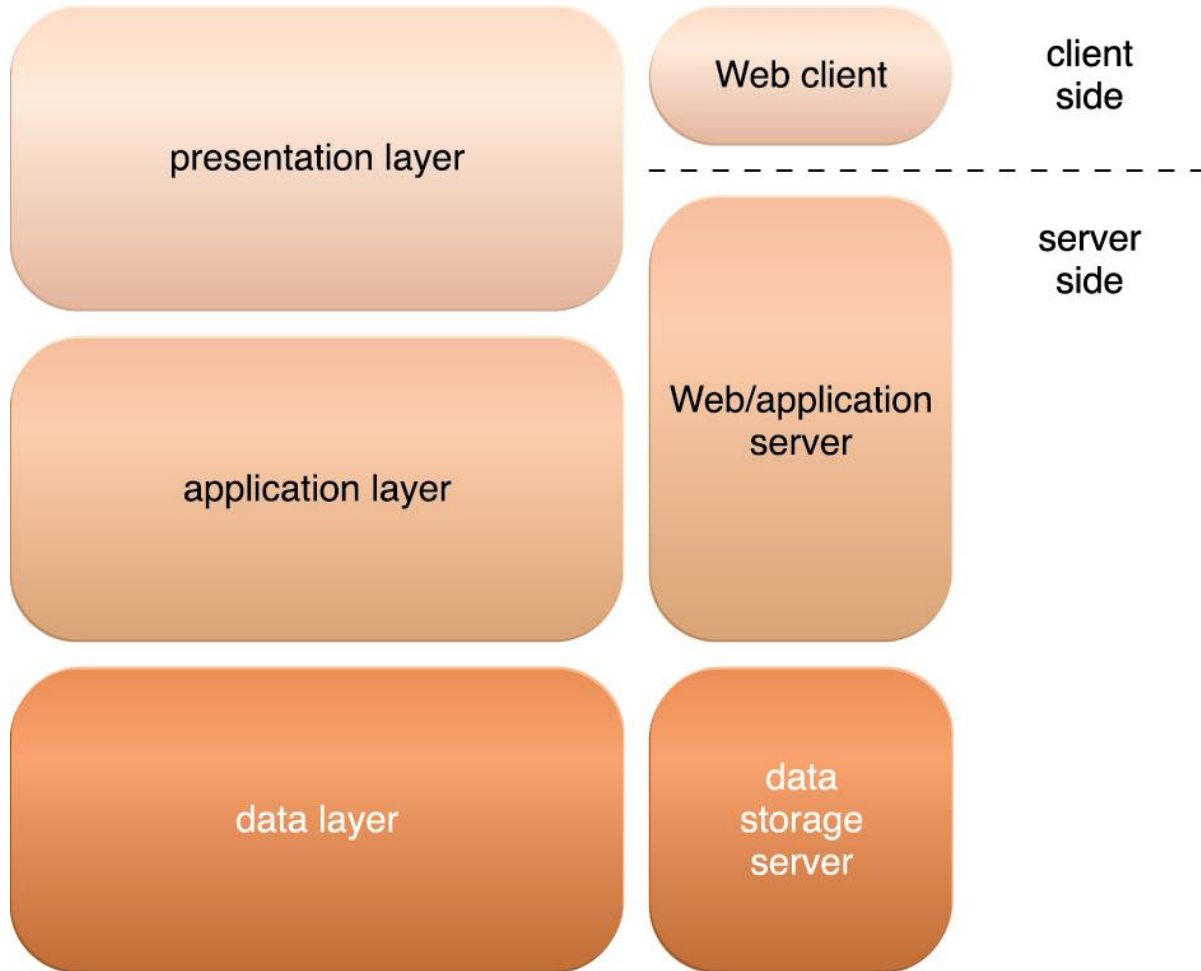 presentation layer
application layer
data layer
Web client
Web/application
server
data
storage
server
client
side
server
side